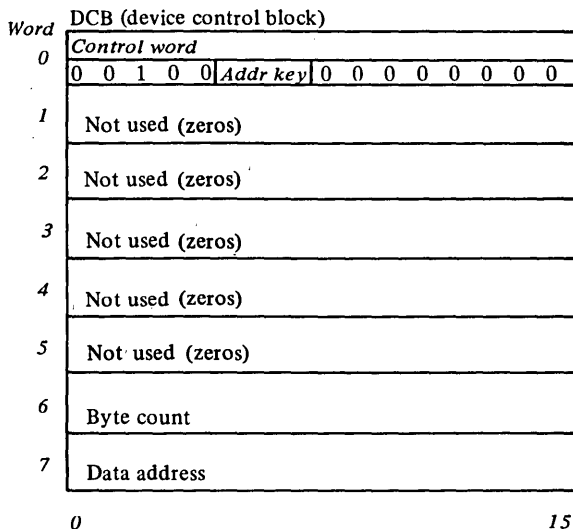 DCB (device control block)
Word
Control word
0
0 0 1 0 0 Addr key 0 0 0 0 0 0 0 0
1 Not used (zeros)
2 Not used (zeros)
3 Not used (zeros)
4 Not used (zeros)
5 Not used (zeros)
6 Byte count
7 Data address
0 15